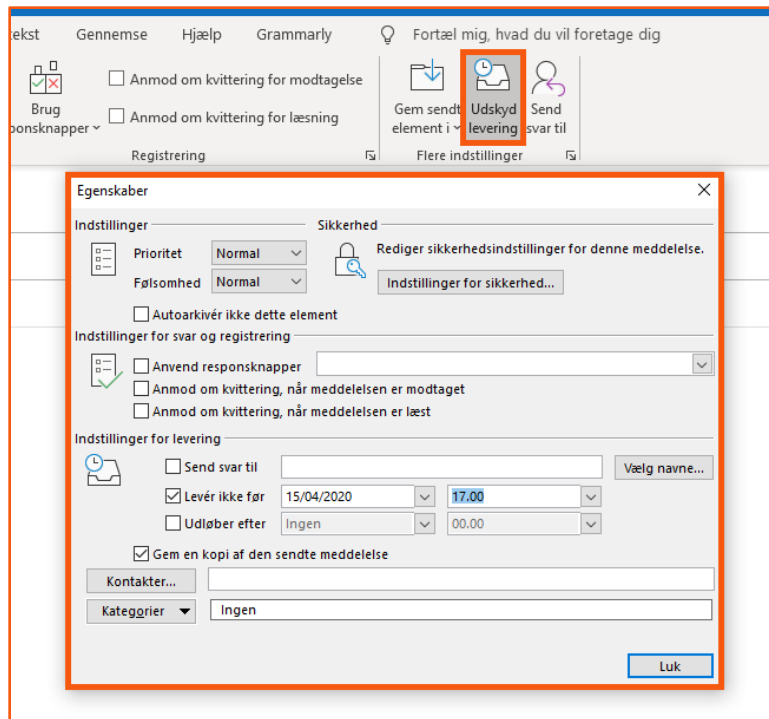 Gennemse Hjælp Grammarly Fortæl mig, hvad du vil foretage dig
Anmod om kvittering for modtagelse
Anmod om kvittering for læsning
Brug
Gem sendt Udskyd Send
element i levering svar til
Registrering Flere indstillinger
Egenskaber
Indstillinger Sikkerhed
Prioritet Normal Rediger sikkerhedsindstillinger for denne meddelelse.
Følsomhed Normal Indstillinger for sikkerhed...
Autoarkivér ikke dette element
Indstillinger for svar og registrering
Anvend responsknapper
Anmod om kvittering, når meddelelsen er modtaget
Anmod om kvittering, når meddelelsen er læst
Indstillinger for levering
Send svar til Vælg navne...
Levér ikke før 15/04/2020 17.00
Udløber efter Ingen 00.00
Gem en kopi af den sendte meddelelse
Kontakter...
Kategorier Ingen
Luk